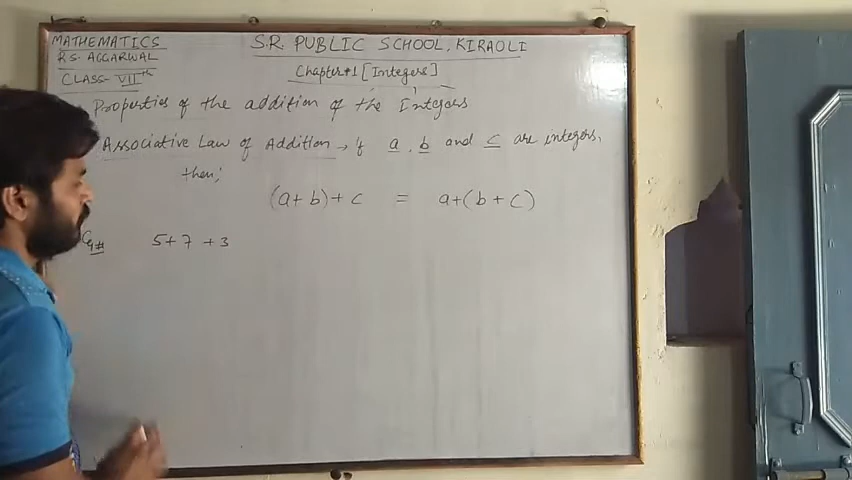 MATHEMATICS
S.R. PUBLIC SCHOOL, KIRAOLI
R.S. AGGARWAL
CLASS- VIIth
Chapter#1 [Integers]
Properties of the addition of the Integers
Associative Law of Addition → if a, b and c are integers,
then;
(a+b)+c = a+(b+c)
5+7+3